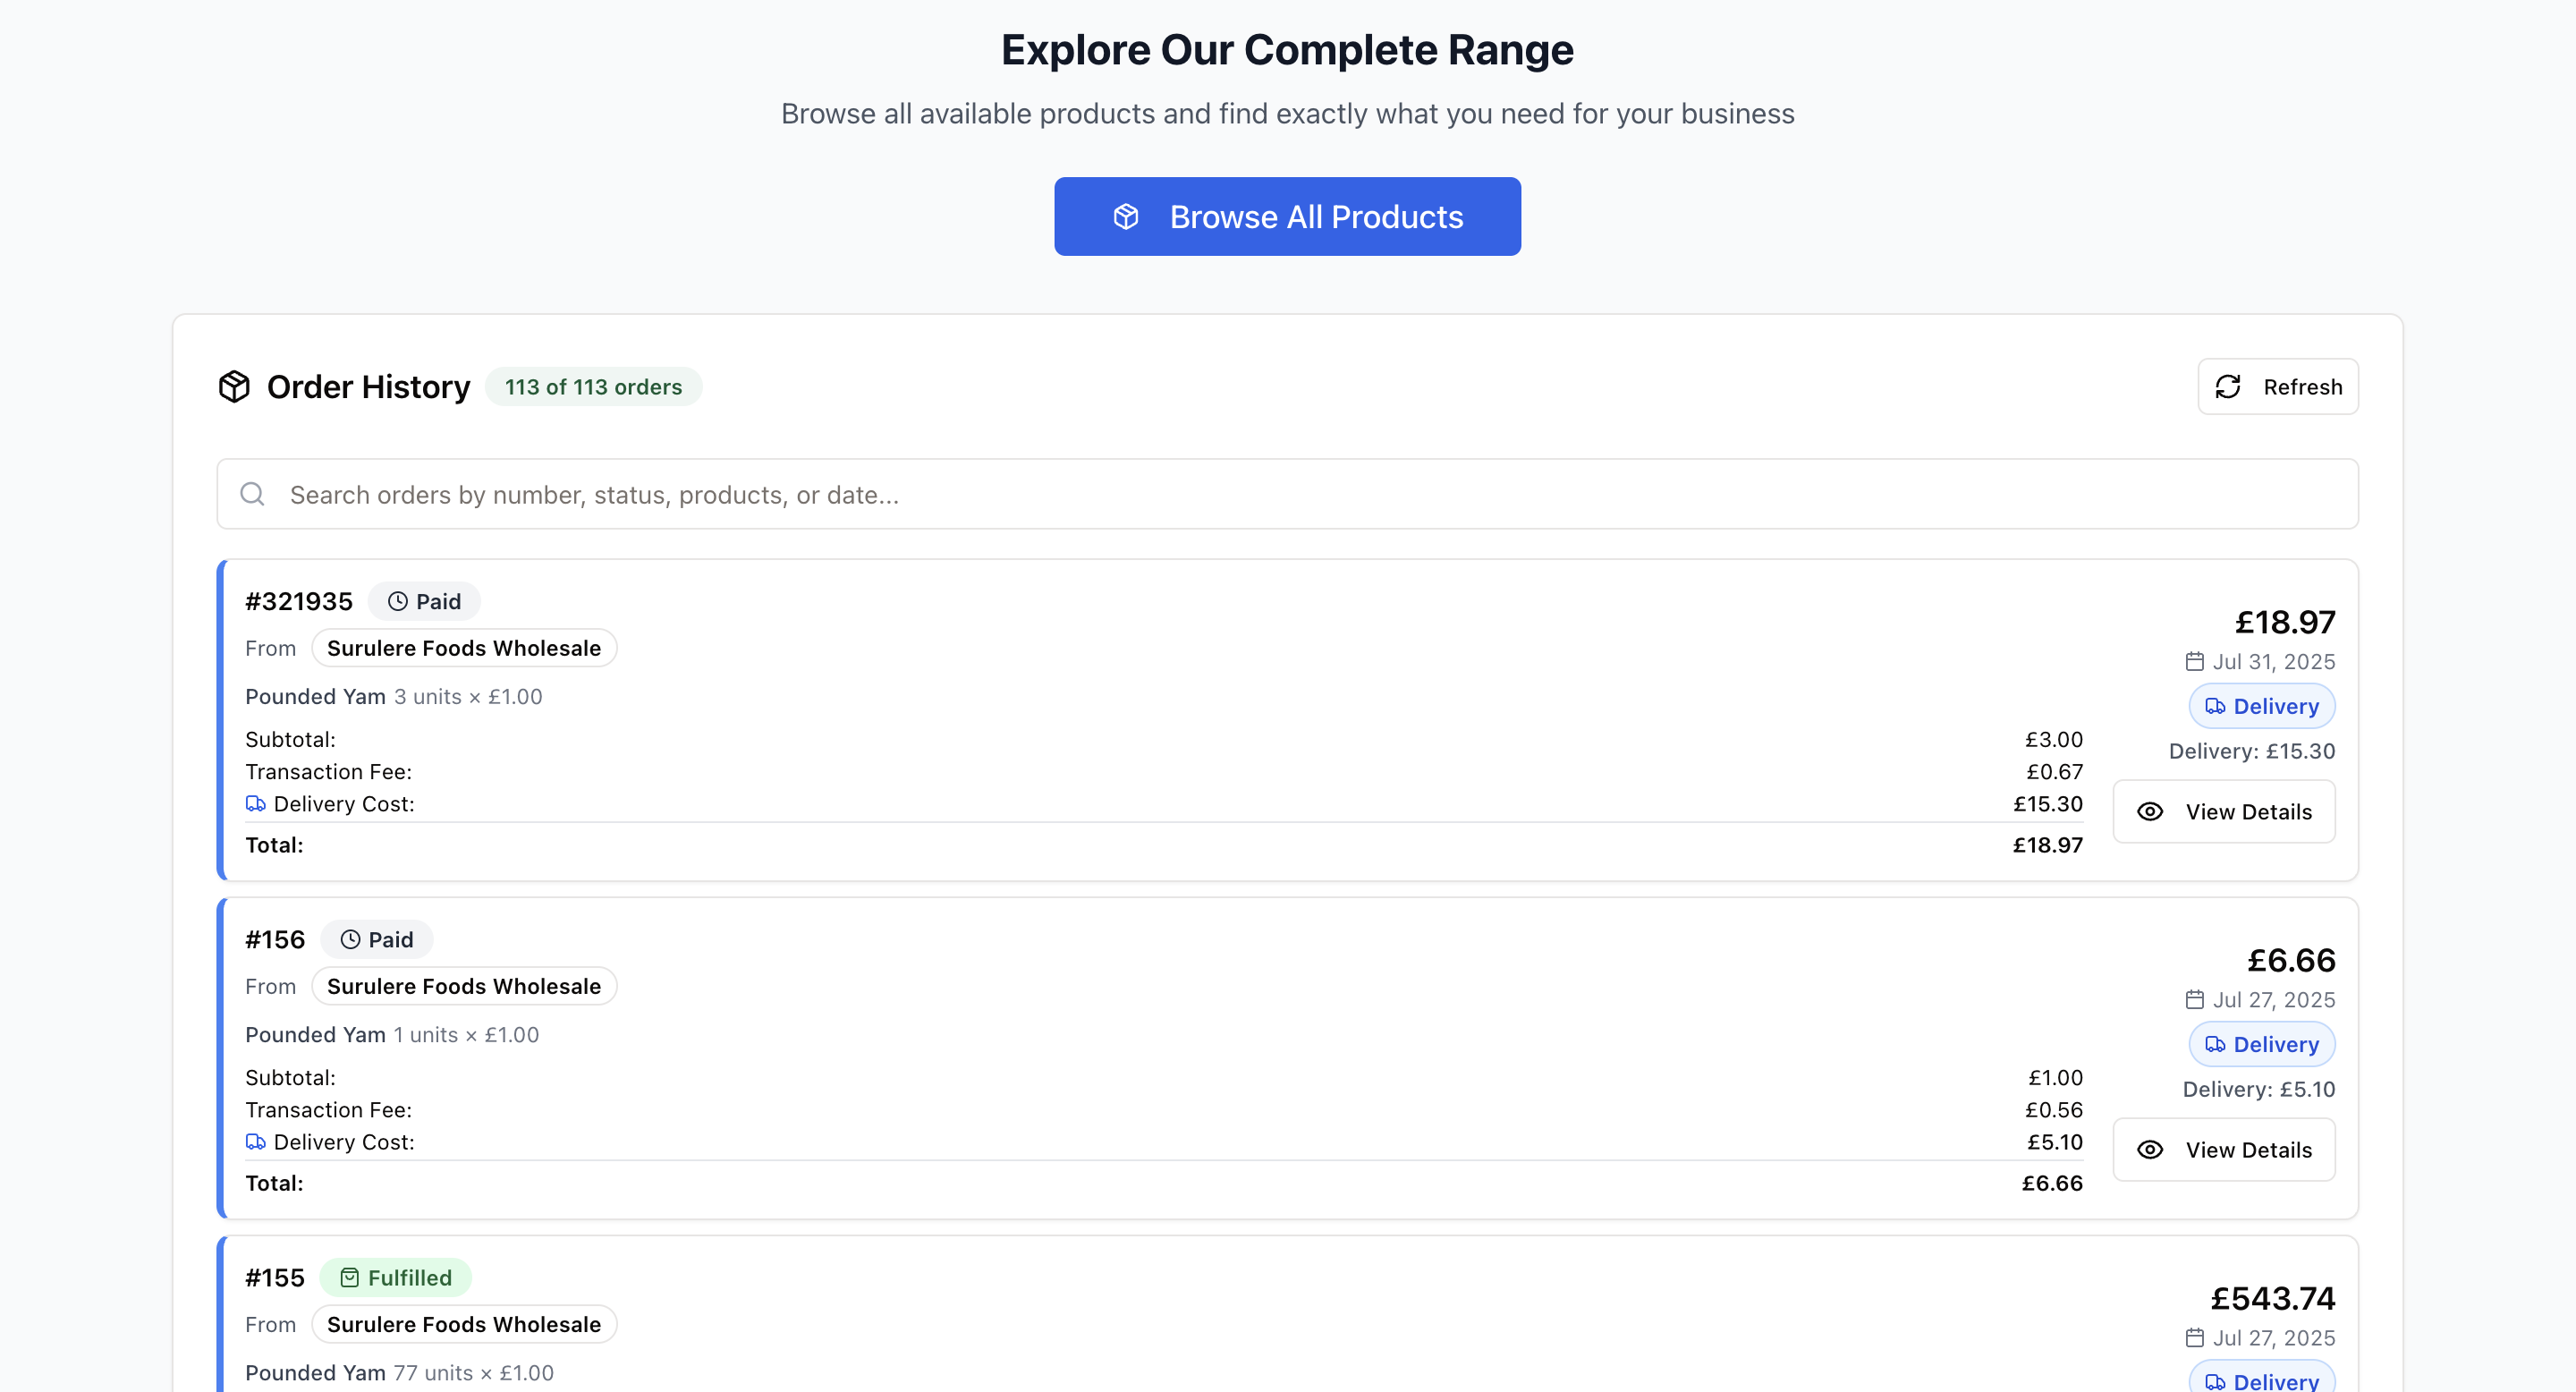 Explore Our Complete Range
Browse all available products and find exactly what you need for your business
Browse All Products
Order History 113 of 113 orders
Refresh
Search orders by number, status, products, or date...
#321935 Paid
From Surulere Foods Wholesale
Pounded Yam 3 units × £1.00
Subtotal: £3.00
Transaction Fee: £0.67
Delivery Cost: £15.30
Total: £18.97
£18.97
Jul 31, 2025
Delivery
Delivery: £15.30
View Details
#156 Paid
From Surulere Foods Wholesale
Pounded Yam 1 units × £1.00
Subtotal: £1.00
Transaction Fee: £0.56
Delivery Cost: £5.10
Total: £6.66
£6.66
Jul 27, 2025
Delivery
Delivery: £5.10
View Details
#155 Fulfilled
From Surulere Foods Wholesale
Pounded Yam 77 units × £1.00
£543.74
Jul 27, 2025
Delivery